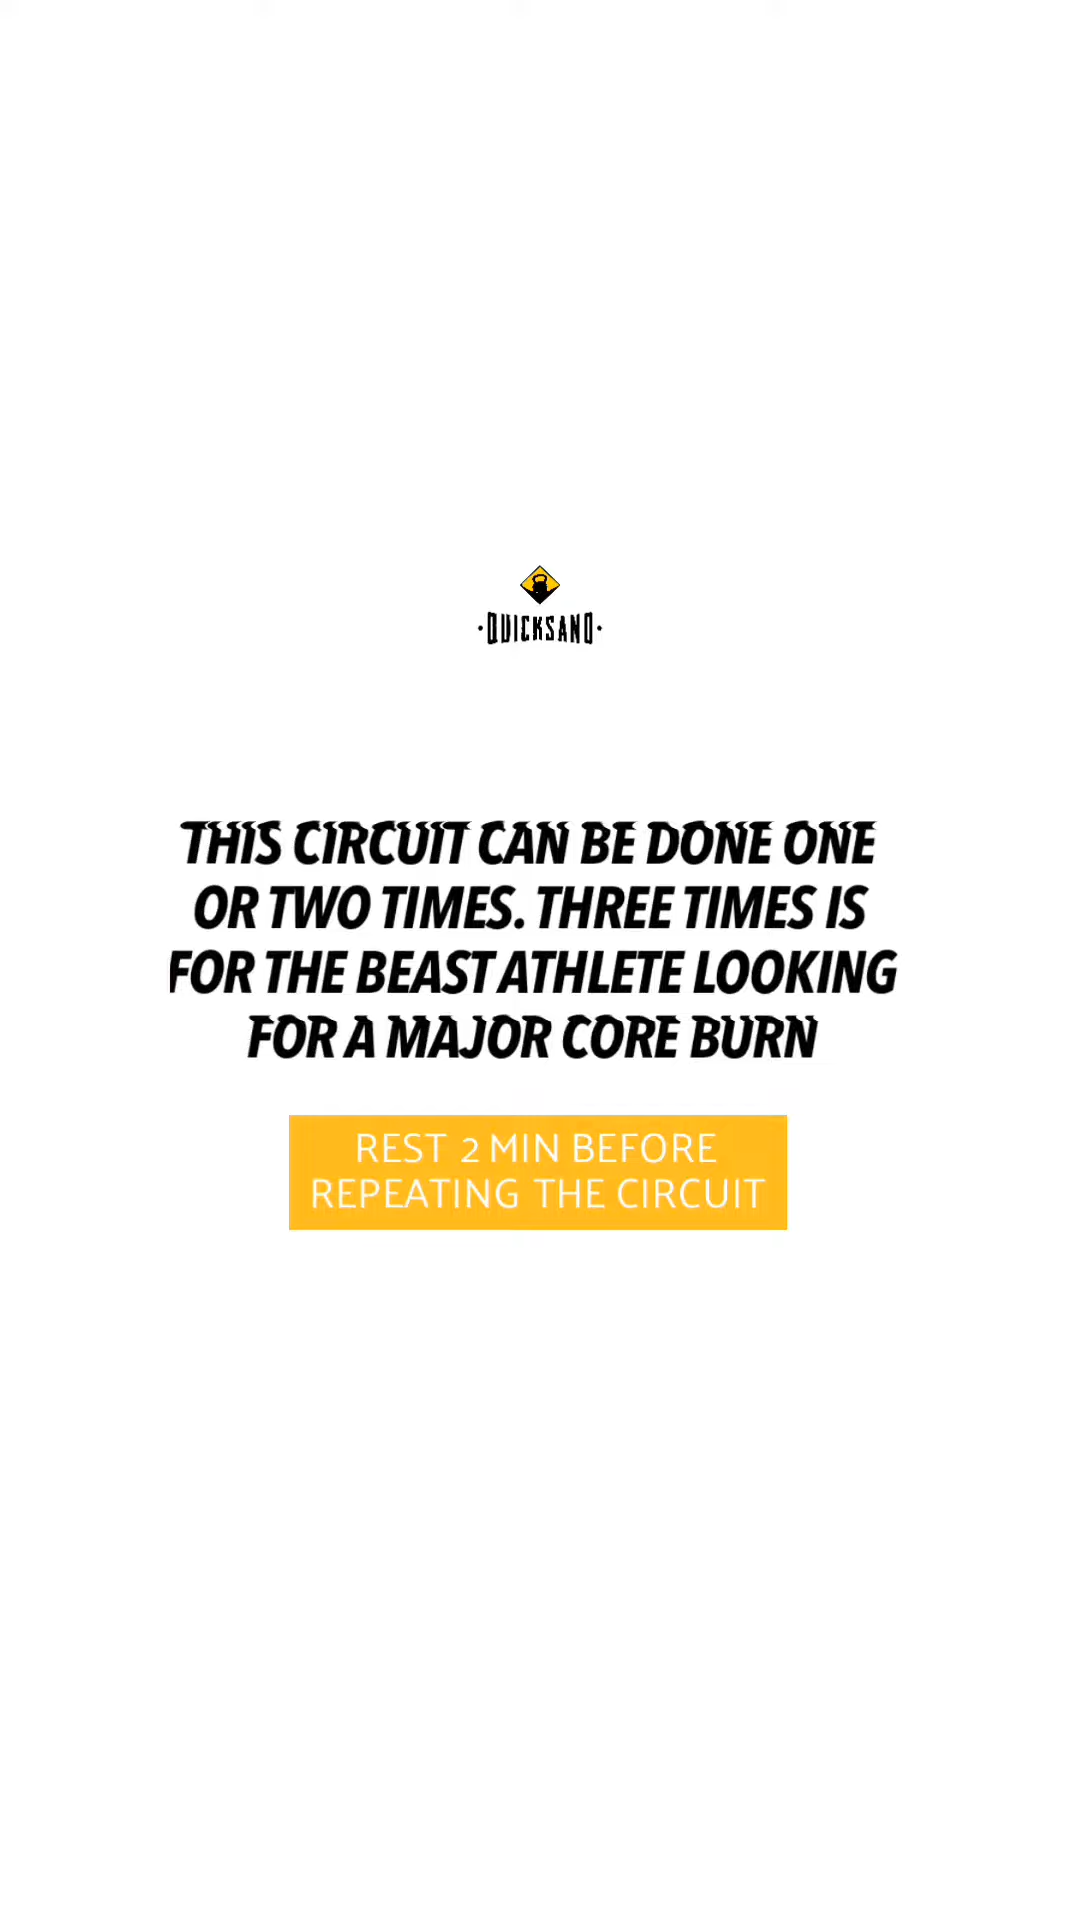 ·QUICKSAND·
THIS CIRCUIT CAN BE DONE ONE
OR TWO TIMES. THREE TIMES IS
FOR THE BEAST ATHLETE LOOKING
FOR A MAJOR CORE BURN
REST 2 MIN BEFORE
REPEATING THE CIRCUIT